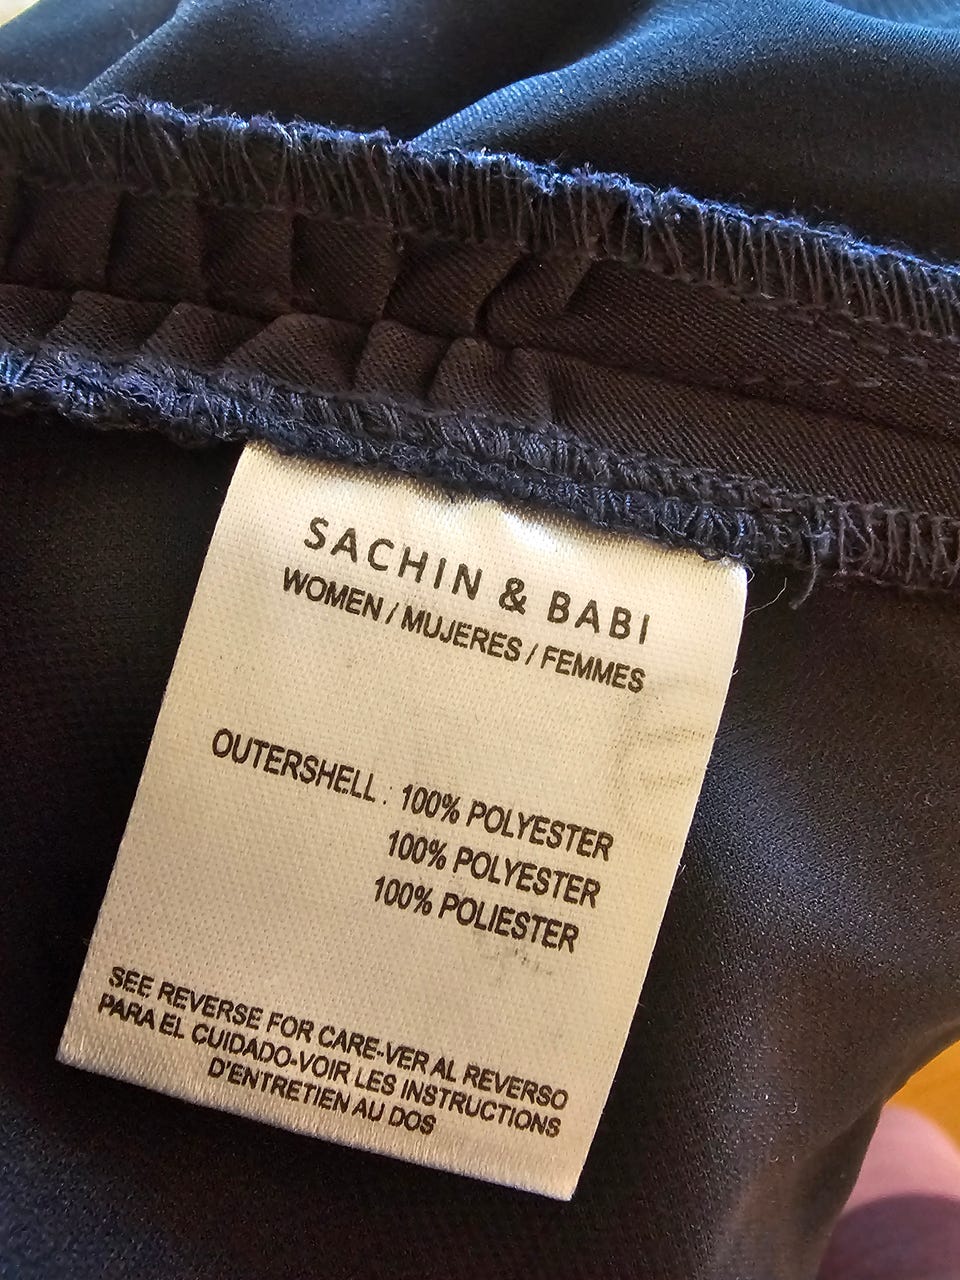 SACHIN & BABI
WOMEN / MUJERES / FEMMES
OUTERSHELL : 100% POLYESTER
100% POLYESTER
100% POLIESTER
SEE REVERSE FOR CARE-VER AL REVERSO
PARA EL CUIDADO-VOIR LES INSTRUCTIONS
D'ENTRETIEN AU DOS